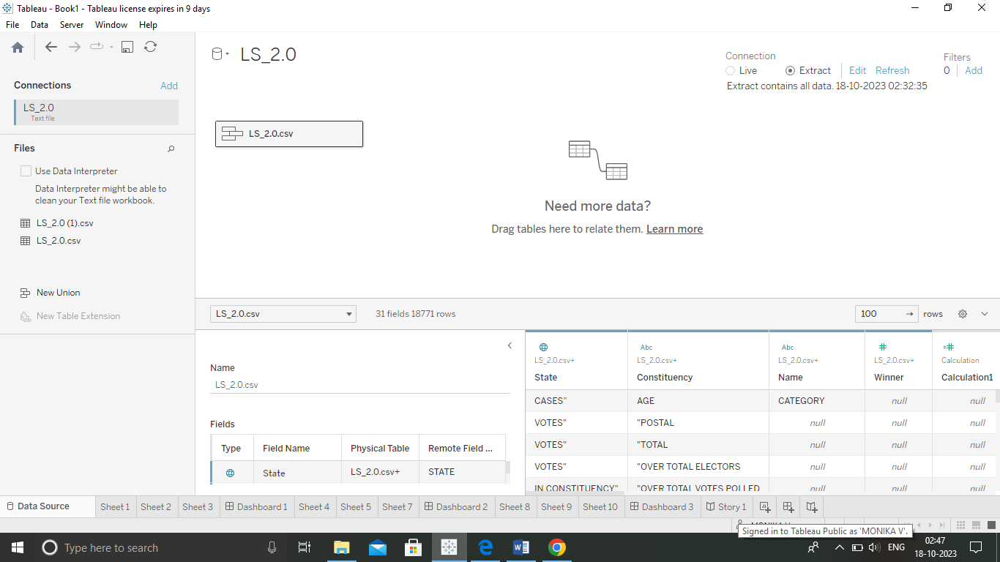 Tableau - Book1 - Tableau license expires in 9 days
File Data Server Window Help
LS_2.0
Connection
Live Extract Edit Refresh
Extract contains all data. 18-10-2023 02:32:35
Filters
0 Add
Connections Add
LS_2.0
Text file
Files
Use Data Interpreter
Data Interpreter might be able to
clean your Text file workbook.
LS_2.0 (1).csv
LS_2.0.csv
New Union
New Table Extension
LS_2.0.csv
Need more data?
Drag tables here to relate them. Learn more
LS_2.0.csv 31 fields 18771 rows 100 → rows
Name
LS_2.0.csv
Fields
Type Field Name Physical Table Remote Field ...
State LS_2.0.csv+ STATE
Abc Abc # =#
LS_2.0.csv+ LS_2.0.csv+ LS_2.0.csv+ LS_2.0.csv+ Calculation
State Constituency Name Winner Calculation1
CASES" AGE CATEGORY null null
VOTES" "POSTAL null null null
VOTES" "TOTAL null null null
VOTES" "OVER TOTAL ELECTORS null null null
IN CONSTITUENCY" "OVER TOTAL VOTES POLLED null null null
Data Source Sheet 1 Sheet 2 Sheet 3 Dashboard 1 Sheet 4 Sheet 5 Sheet 7 Dashboard 2 Sheet 8 Sheet 9 Sheet 10 Dashboard 3 Story 1
MONIKA V
Signed in to Tableau Public as 'MONIKA V'.
Type here to search
ENG
02:47
18-10-2023